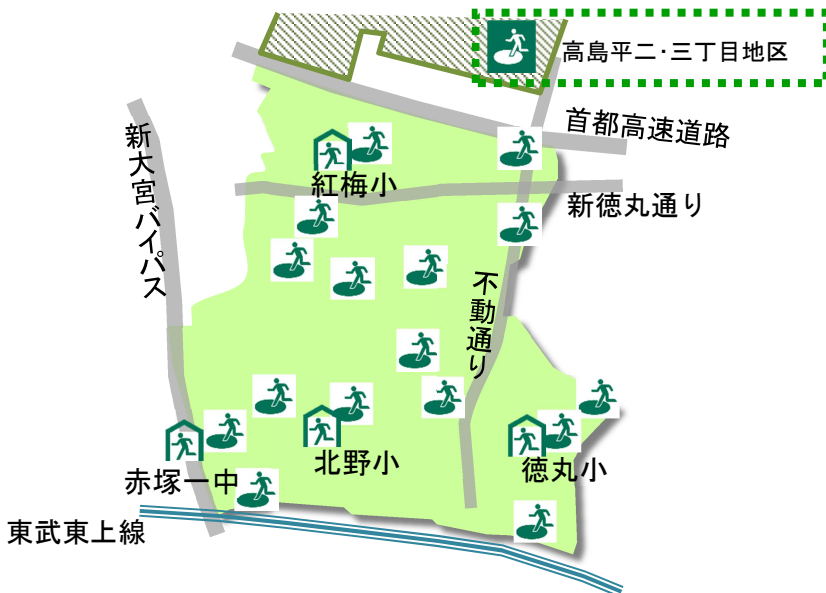 高島平二・三丁目地区
首都高速道路
新大宮バイパス
紅梅小
新徳丸通り
不動通り
赤塚一中
北野小
徳丸小
東武東上線